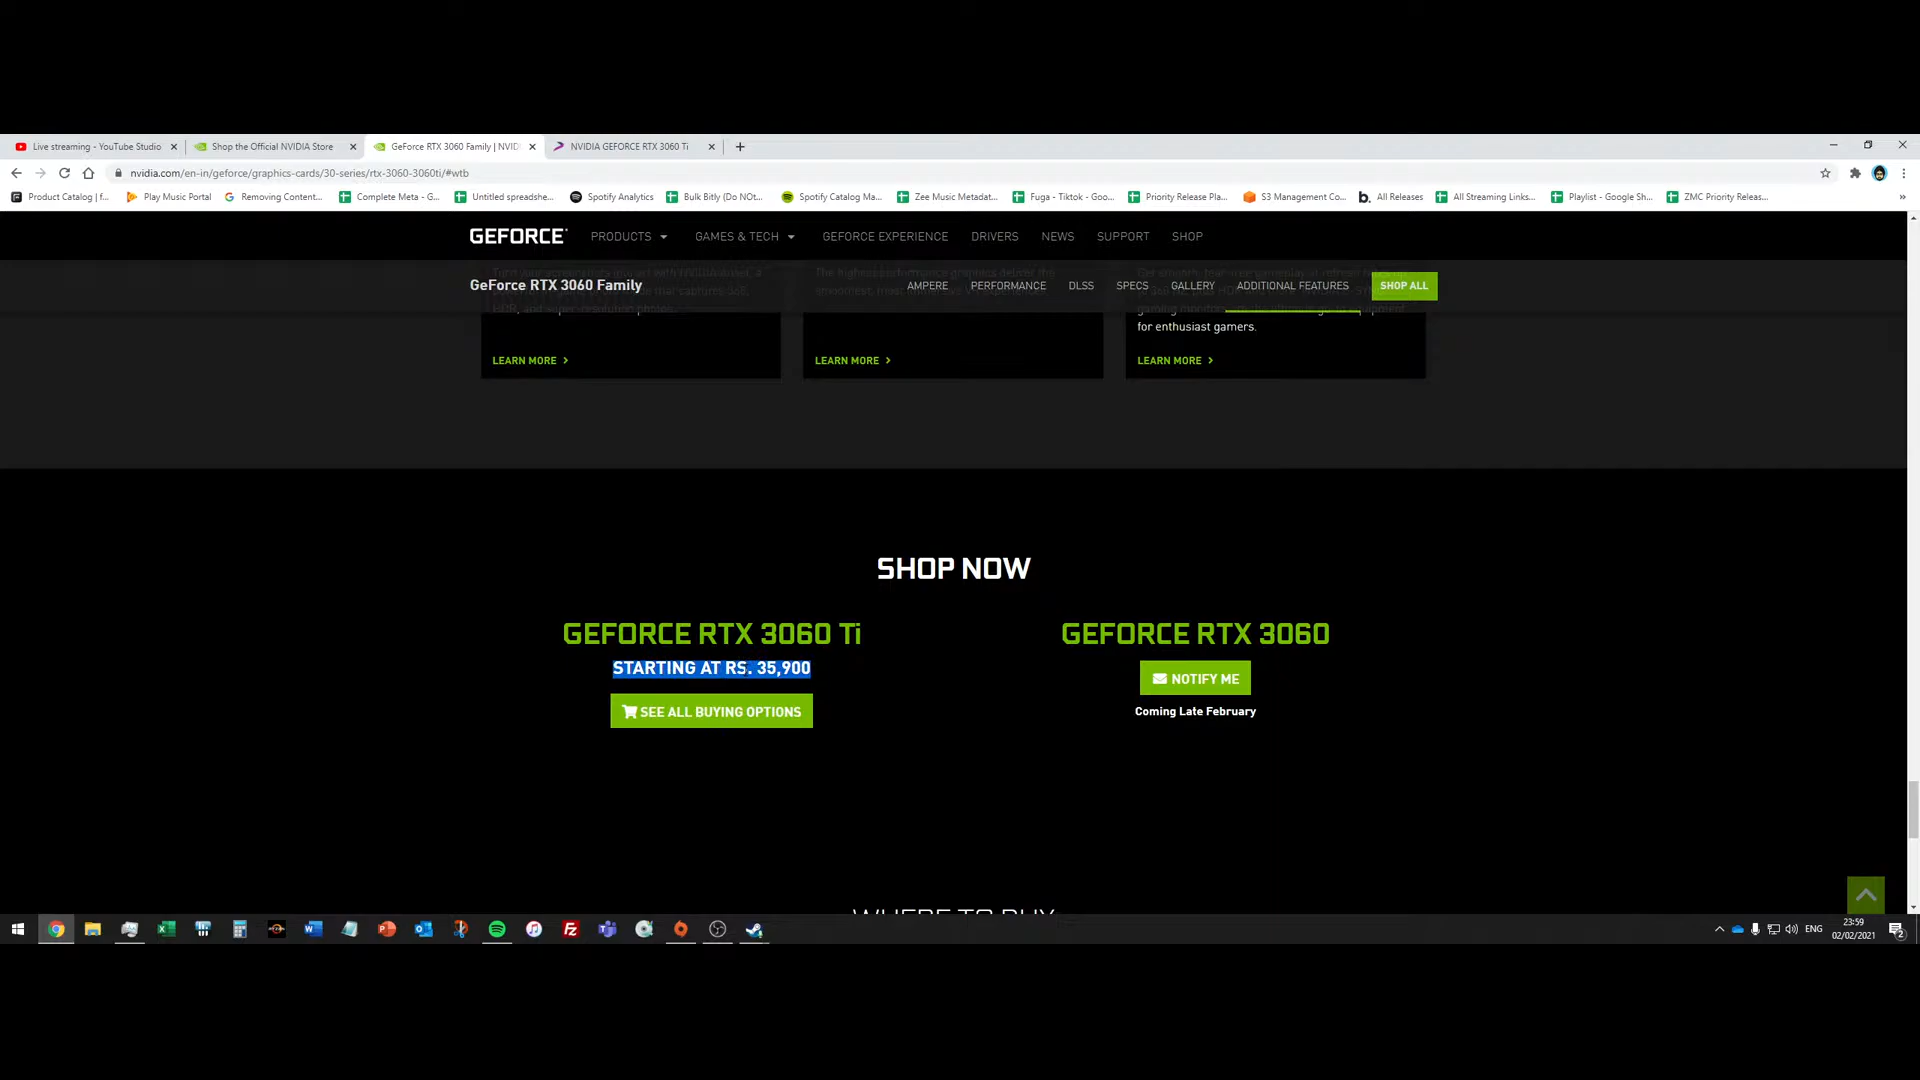 Live streaming - YouTube Studio
Shop the Official NVIDIA Store
GeForce RTX 3060 Family | NVID
NVIDIA GEFORCE RTX 3060 Ti
nvidia.com/en-in/geforce/graphics-cards/30-series/rtx-3060-3060ti/#wtb
Product Catalog | f...
Play Music Portal
Removing Content...
Complete Meta - G...
Untitled spreadshe...
Spotify Analytics
Bulk Bitly (Do NOt...
Spotify Catalog Ma...
Zee Music Metadat...
Fuga - Tiktok - Goo...
Priority Release Pla...
S3 Management Co...
All Releases
All Streaming Links...
Playlist - Google Sh...
ZMC Priority Releas...
GEFORCE
PRODUCTS
GAMES & TECH
GEFORCE EXPERIENCE
DRIVERS
NEWS
SUPPORT
SHOP
GeForce RTX 3060 Family
AMPERE
PERFORMANCE
DLSS
SPECS
GALLERY
ADDITIONAL FEATURES
SHOP ALL
for enthusiast gamers.
LEARN MORE
LEARN MORE
LEARN MORE
SHOP NOW
GEFORCE RTX 3060 Ti
STARTING AT RS. 35,900
SEE ALL BUYING OPTIONS
GEFORCE RTX 3060
NOTIFY ME
Coming Late February
WHERE TO BUY
ENG
23:59
02/02/2021
2